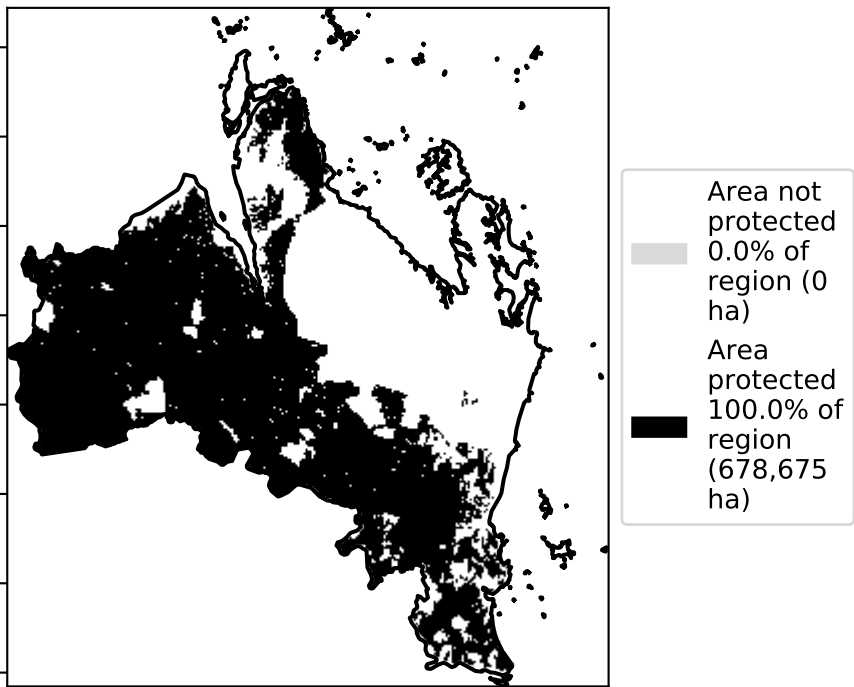 Area not
protected
0.0% of
region (0
ha)
Area
protected
100.0% of
region
(678,675
ha)